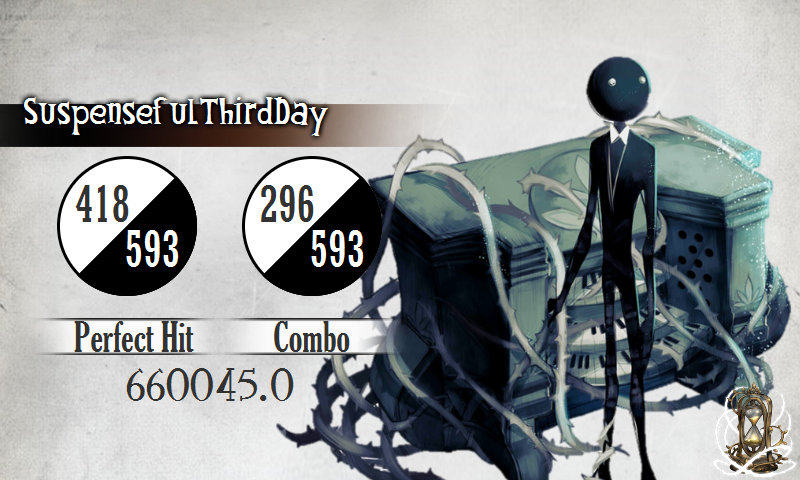 SuspensefulThirdDay
418
593
296
593
Perfect Hit
Combo
660045.0